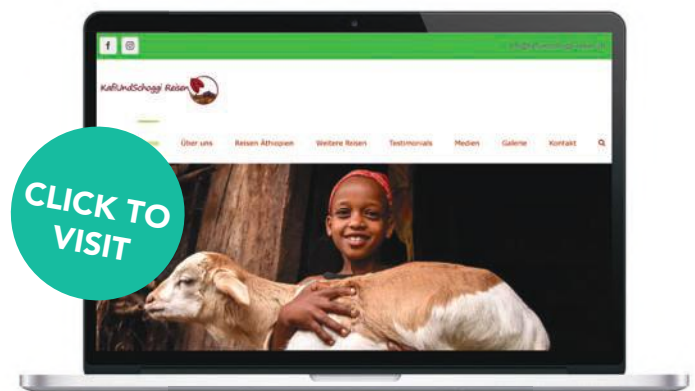 f
KafiUndSchoggi Reisen
Über uns Reisen Äthiopien Weitere Reisen Testimonials Medien Galerie Kontakt
CLICK TO
VISIT